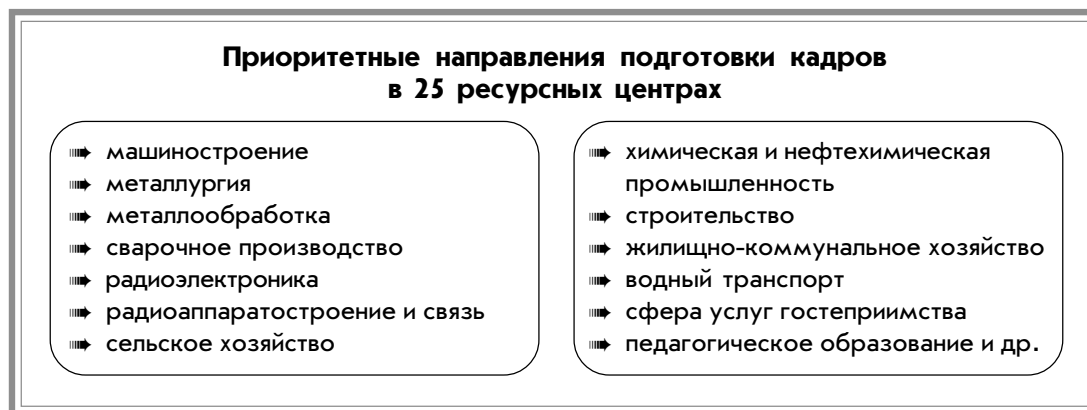 Приоритетные направления подготовки кадров
в 25 ресурсных центрах
машиностроение
металлургия
металлообработка
сварочное производство
радиоэлектроника
радиоаппаратостроение и связь
сельское хозяйство
химическая и нефтехимическая
промышленность
строительство
жилищно-коммунальное хозяйство
водный транспорт
сфера услуг гостеприимства
педагогическое образование и др.